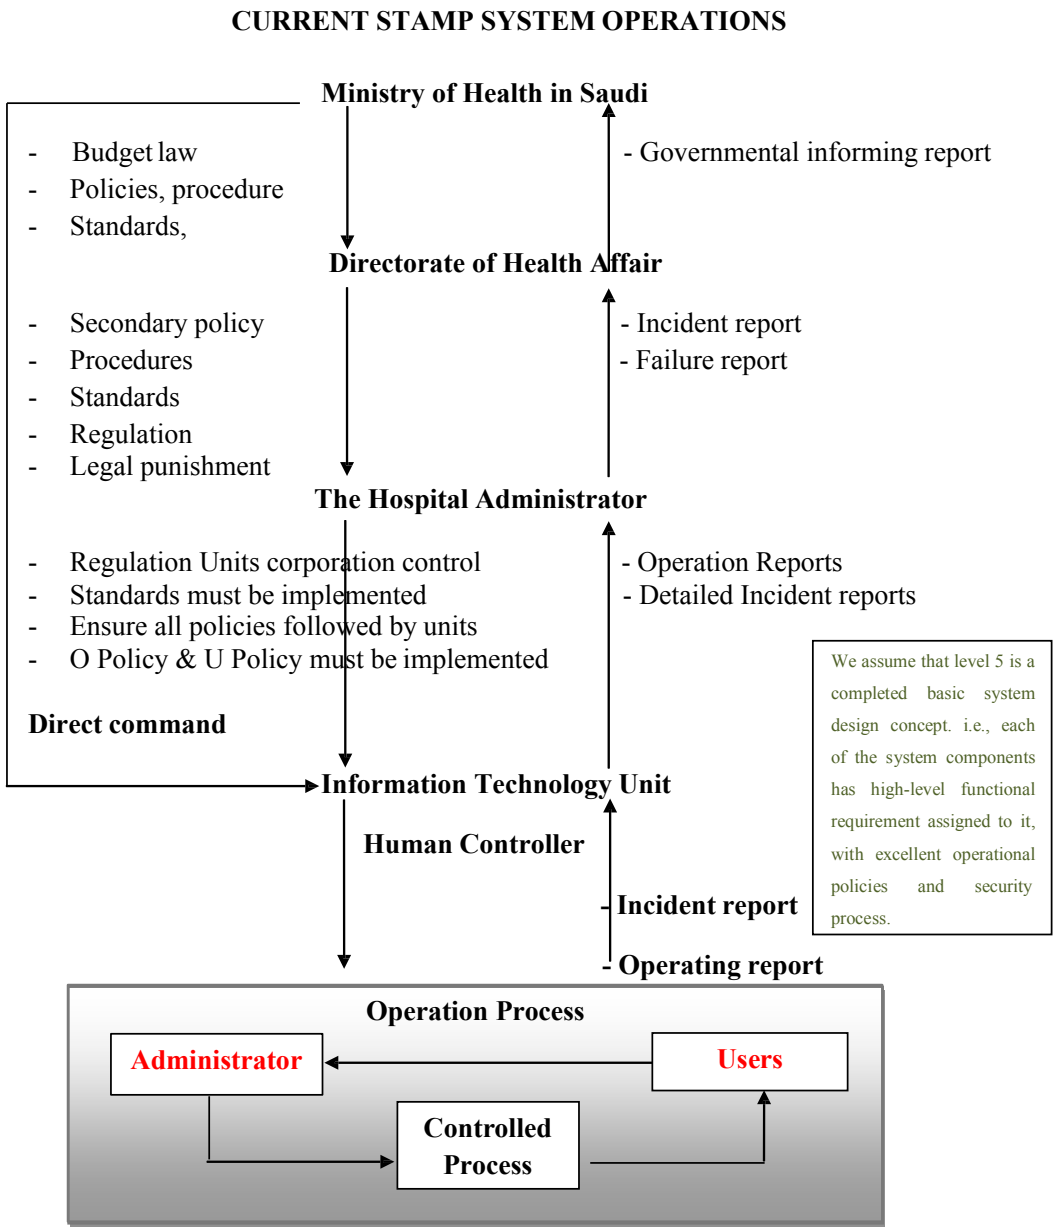 CURRENT STAMP SYSTEM OPERATIONS
Ministry of Health in Saudi
- Budget law
- Policies, procedure
- Standards,
- Governmental informing report
Directorate of Health Affair
- Secondary policy
- Procedures
- Standards
- Regulation
- Legal punishment
- Incident report
- Failure report
The Hospital Administrator
- Regulation Units corporation control
- Standards must be implemented
- Ensure all policies followed by units
- O Policy & U Policy must be implemented
- Operation Reports
- Detailed Incident reports
We assume that level 5 is a
completed basic system
design concept. i.e., each
of the system components
has high-level functional
requirement assigned to it,
with excellent operational
policies and security
process.
Direct command
Information Technology Unit
Human Controller
- Incident report
- Operating report
Operation Process
Administrator
Users
Controlled
Process